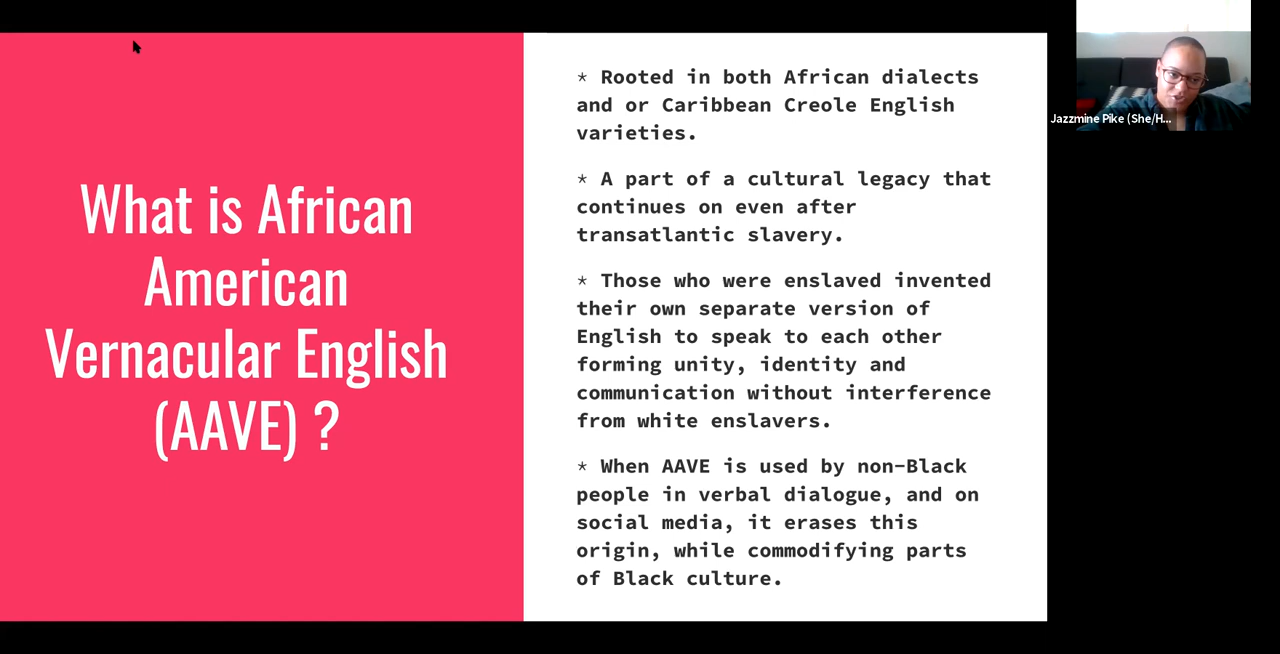 What is African
American
Vernacular English
(AAVE) ?
* Rooted in both African dialects
and or Caribbean Creole English
varieties.
* A part of a cultural legacy that
continues on even after
transatlantic slavery.
* Those who were enslaved invented
their own separate version of
English to speak to each other
forming unity, identity and
communication without interference
from white enslavers.
* When AAVE is used by non-Black
people in verbal dialogue, and on
social media, it erases this
origin, while commodifying parts
of Black culture.
Jazzmine Pike (She/H...